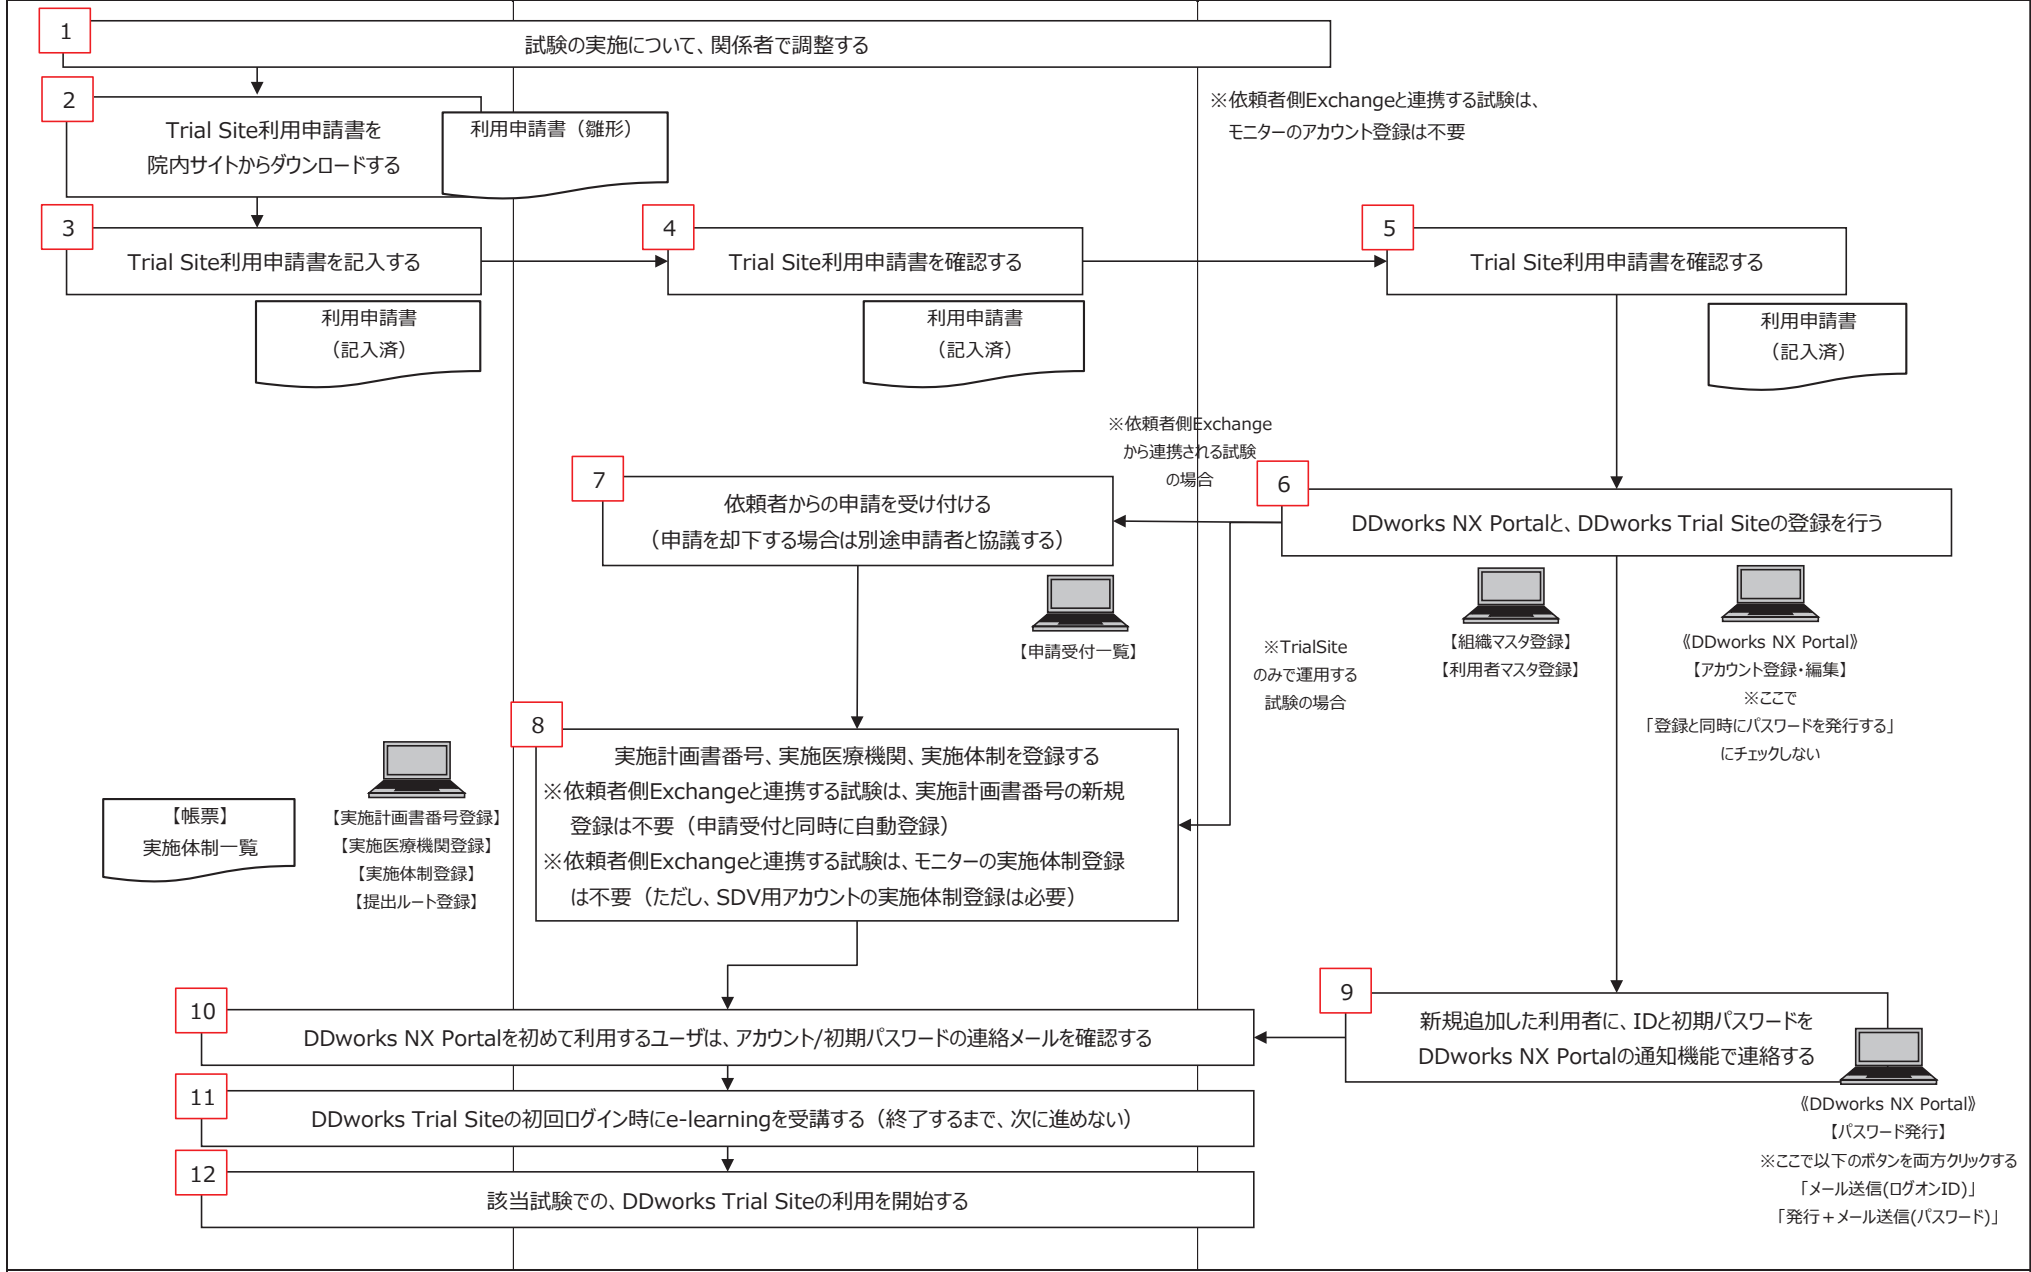 1
試験の実施について、関係者で調整する
2
Trial Site利用申請書を
院内サイトからダウンロードする
利用申請書（雛形）
※依頼者側Exchangeと連携する試験は、
モニターのアカウント登録は不要
3
Trial Site利用申請書を記入する
利用申請書
（記入済）
4
Trial Site利用申請書を確認する
利用申請書
（記入済）
5
Trial Site利用申請書を確認する
利用申請書
（記入済）
※依頼者側Exchange
から連携される試験
の場合
6
DDworks NX Portalと、DDworks Trial Siteの登録を行う
【組織マスタ登録】
【利用者マスタ登録】
《DDworks NX Portal》
【アカウント登録・編集】
※ここで
「登録と同時にパスワードを発行する」
にチェックしない
7
依頼者からの申請を受け付ける
（申請を却下する場合は別途申請者と協議する）
【申請受付一覧】
※TrialSite
のみで運用する
試験の場合
8
実施計画書番号、実施医療機関、実施体制を登録する
※依頼者側Exchangeと連携する試験は、実施計画書番号の新規
登録は不要（申請受付と同時に自動登録）
※依頼者側Exchangeと連携する試験は、モニターの実施体制登録
は不要（ただし、SDV用アカウントの実施体制登録は必要）
【帳票】
実施体制一覧
【実施計画書番号登録】
【実施医療機関登録】
【実施体制登録】
【提出ルート登録】
9
新規追加した利用者に、IDと初期パスワードを
DDworks NX Portalの通知機能で連絡する
《DDworks NX Portal》
【パスワード発行】
※ここで以下のボタンを両方クリックする
「メール送信(ログオンID)」
「発行＋メール送信(パスワード)」
10
DDworks NX Portalを初めて利用するユーザは、アカウント/初期パスワードの連絡メールを確認する
11
DDworks Trial Siteの初回ログイン時にe-learningを受講する（終了するまで、次に進めない）
12
該当試験での、DDworks Trial Siteの利用を開始する